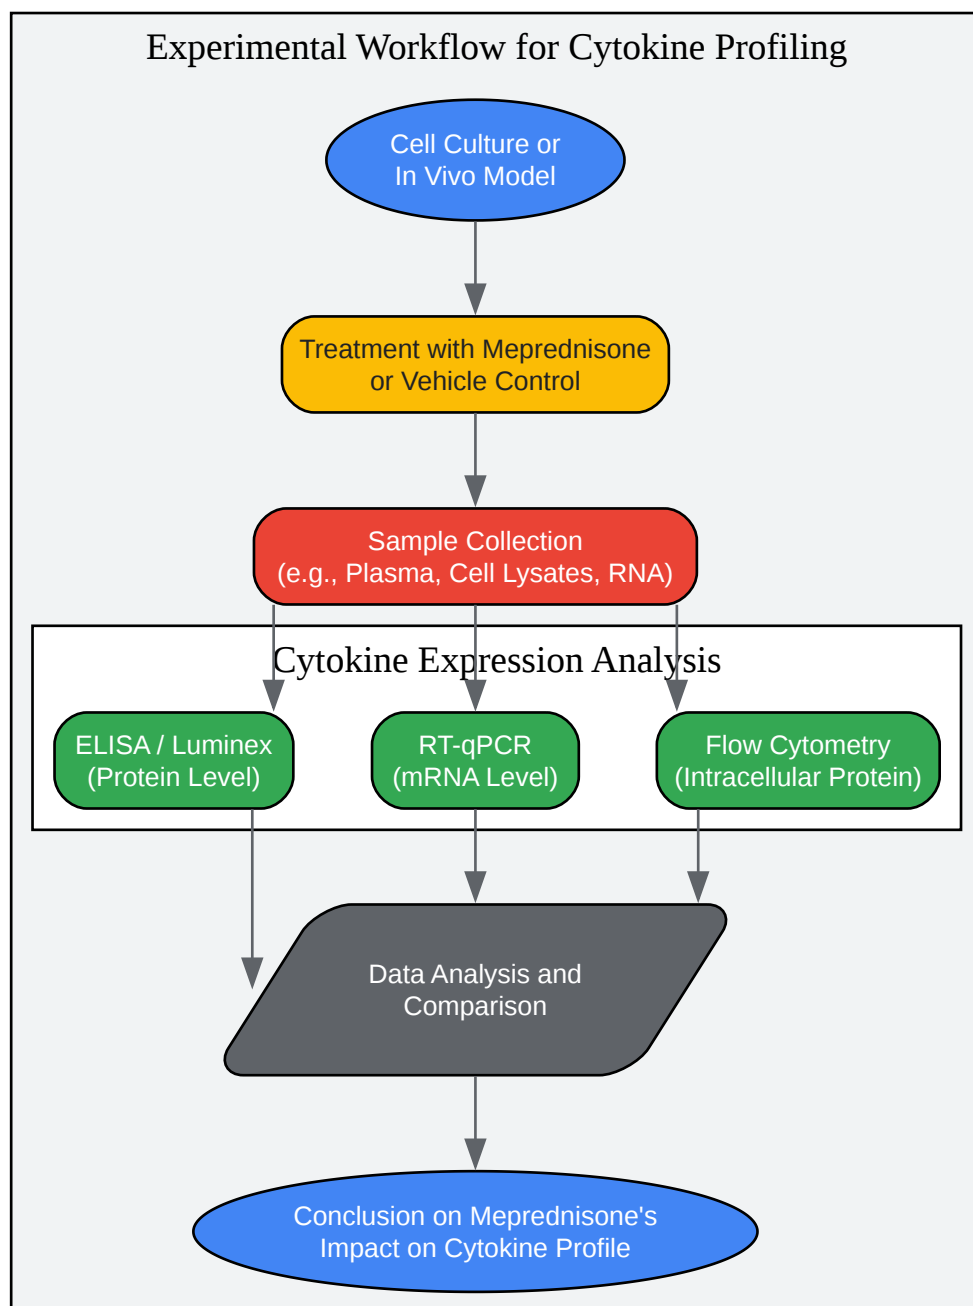 Experimental Workflow for Cytokine Profiling
Cell Culture or
In Vivo Model
Treatment with Meprednisone
or Vehicle Control
Sample Collection
(e.g., Plasma, Cell Lysates, RNA)
Cytokine Expression Analysis
ELISA / Luminex
(Protein Level)
RT-qPCR
(mRNA Level)
Flow Cytometry
(Intracellular Protein)
Data Analysis and
Comparison
Conclusion on Meprednisone's
Impact on Cytokine Profile